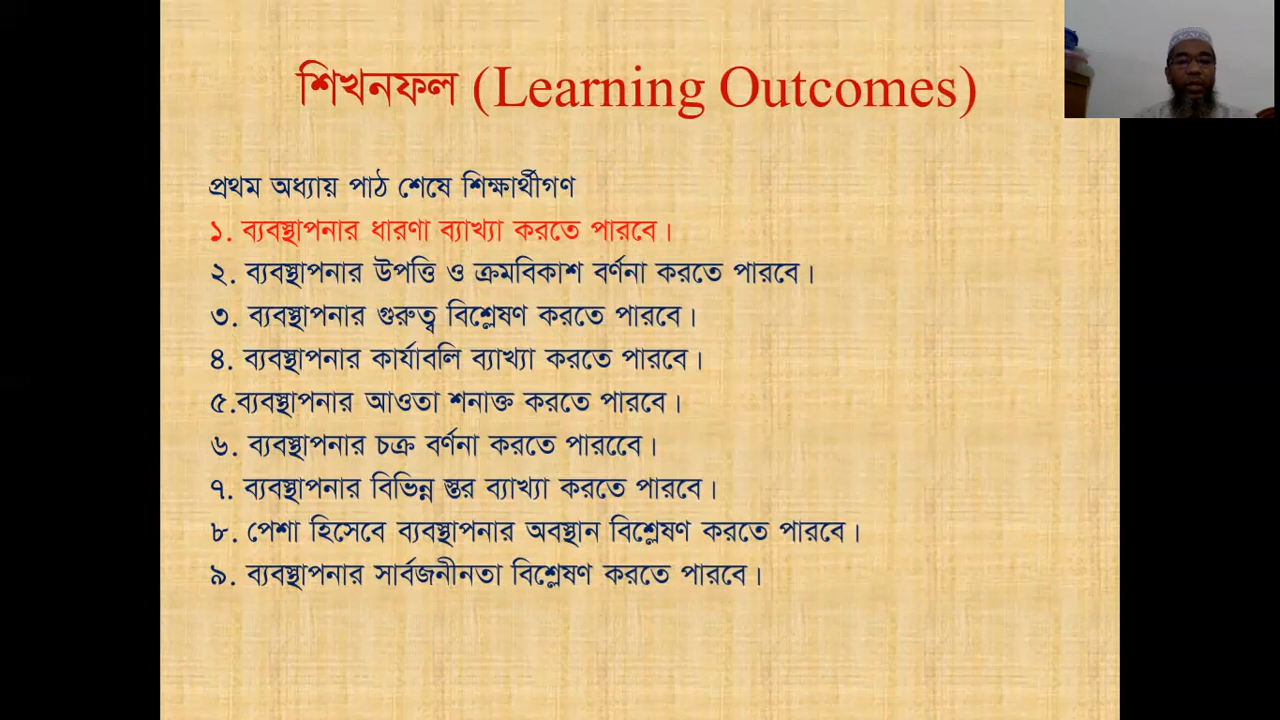 শিখনফল (Learning Outcomes)
প্রথম অধ্যায় পাঠ শেষে শিক্ষার্থীগণ
১. ব্যবস্থাপনার ধারণা ব্যাখ্যা করতে পারবে।
২. ব্যবস্থাপনার উপত্তি ও ক্রমবিকাশ বর্ণনা করতে পারবে।
৩. ব্যবস্থাপনার গুরুত্ব বিশ্লেষণ করতে পারবে।
৪. ব্যবস্থাপনার কার্যাবলি ব্যাখ্যা করতে পারবে।
৫.ব্যবস্থাপনার আওতা শনাক্ত করতে পারবে।
৬. ব্যবস্থাপনার চক্র বর্ণনা করতে পারবে।
৭. ব্যবস্থাপনার বিভিন্ন স্তর ব্যাখ্যা করতে পারবে।
৮. পেশা হিসেবে ব্যবস্থাপনার অবস্থান বিশ্লেষণ করতে পারবে।
৯. ব্যবস্থাপনার সার্বজনীনতা বিশ্লেষণ করতে পারবে।